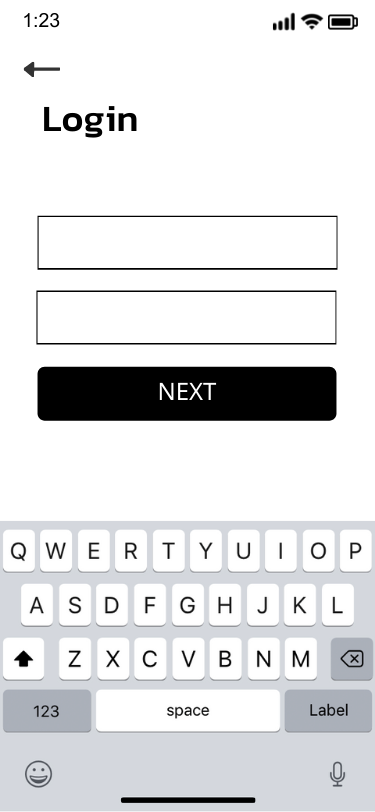 1:23
Login
NEXT
Q W E R T Y U I O P
A S D F G H J K L
Z X C V B N M
123 space Label